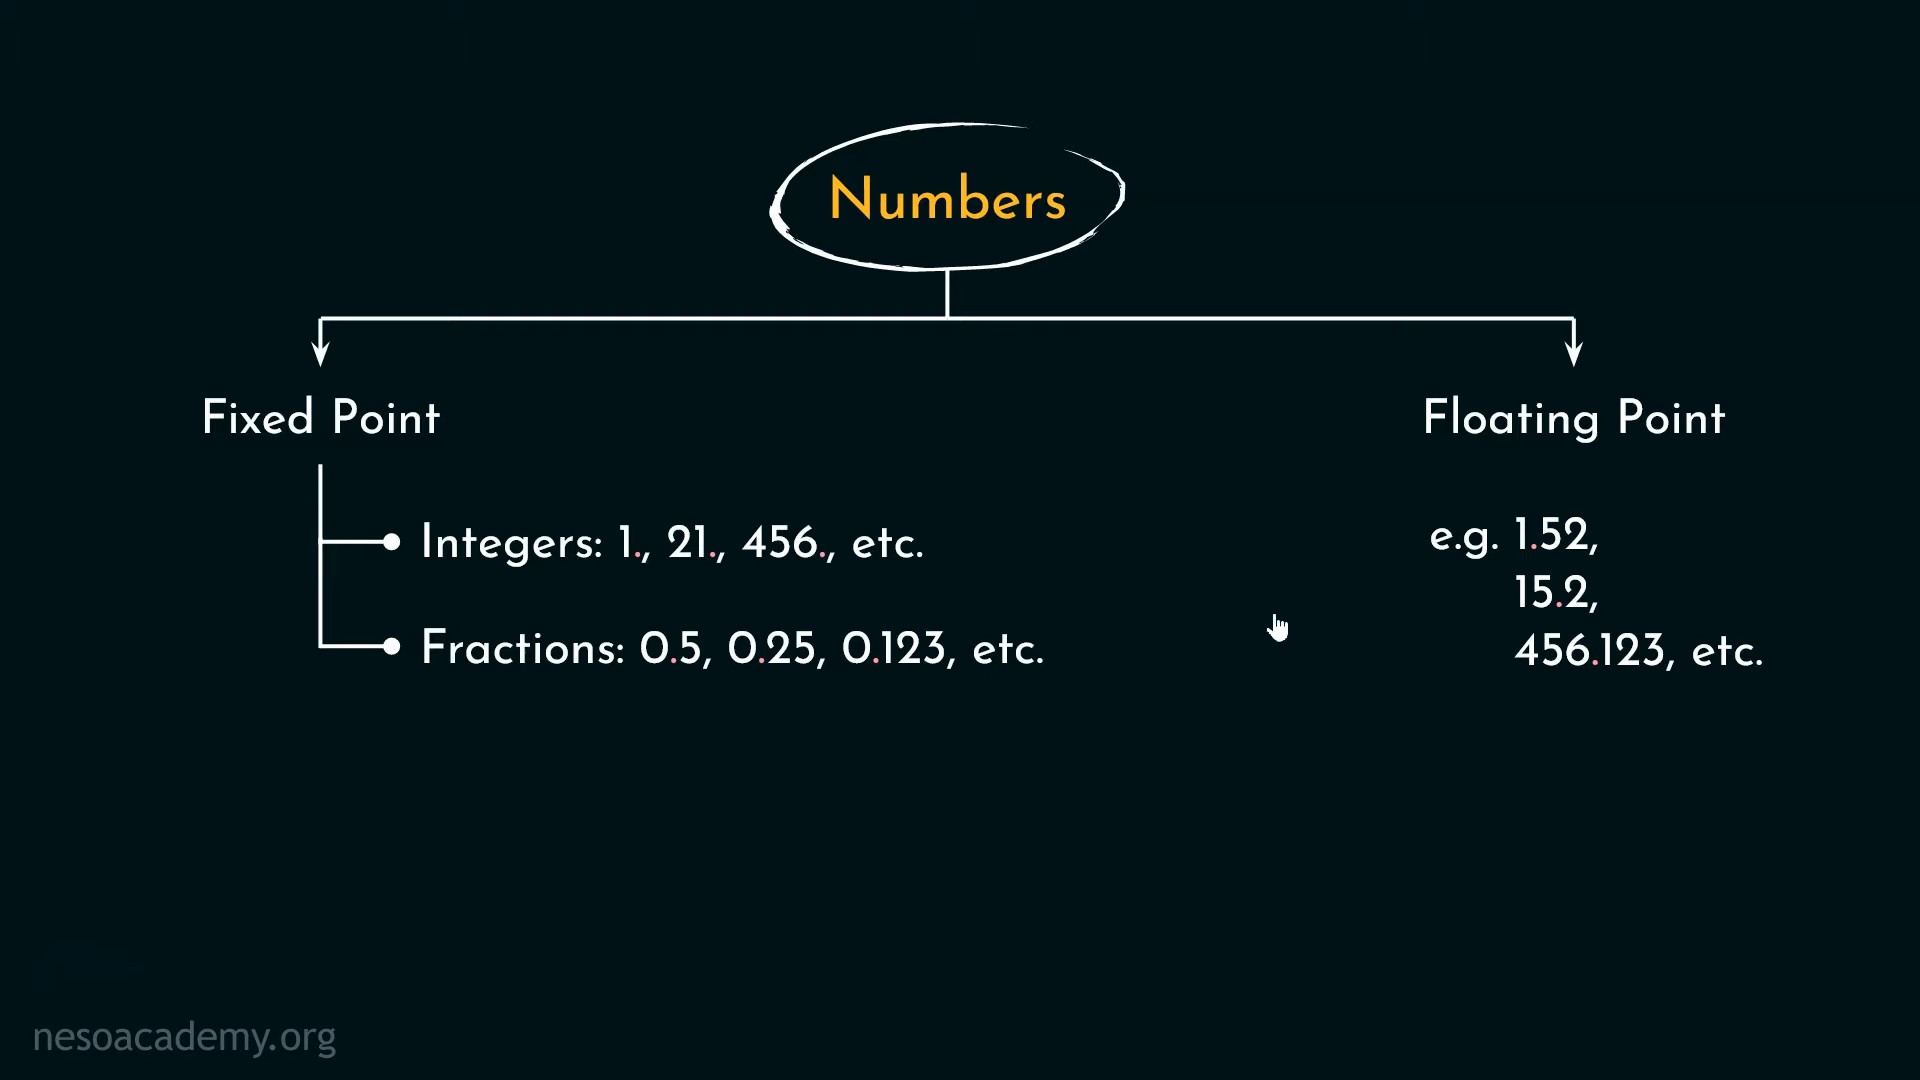 Numbers
Fixed Point
Floating Point
Integers: 1., 21., 456., etc.
Fractions: 0.5, 0.25, 0.123, etc.
e.g. 1.52,
15.2,
456.123, etc.
nesoacademy.org